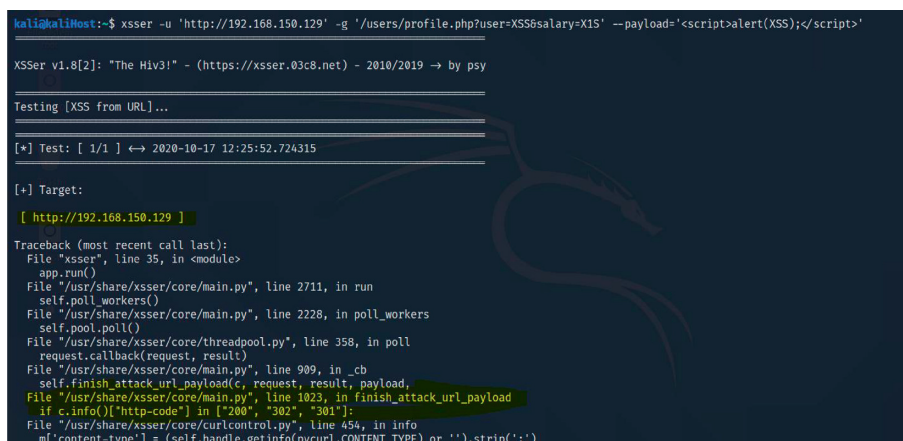 kali@kaliHost:~$ xsser -u 'http://192.168.150.129' -g '/users/profile.php?user=XSS&salary=X1S' --payload='<script>alert(XSS);</script>'
XSSer v1.8[2]: "The Hiv3!" - (https://xsser.03c8.net) - 2010/2019 → by psy
Testing [XSS from URL]...
[*] Test: [ 1/1 ] ↔ 2020-10-17 12:25:52.724315
[+] Target:
[ http://192.168.150.129 ]
Traceback (most recent call last):
File "xsser", line 35, in <module>
app.run()
File "/usr/share/xsser/core/main.py", line 2711, in run
self.poll_workers()
File "/usr/share/xsser/core/main.py", line 2228, in poll_workers
self.pool.poll()
File "/usr/share/xsser/core/threadpool.py", line 358, in poll
request.callback(request, result)
File "/usr/share/xsser/core/main.py", line 909, in _cb
self.finish_attack_url_payload(c, request, result, payload,
File "/usr/share/xsser/core/main.py", line 1023, in finish_attack_url_payload
if c.info()["http-code"] in ["200", "302", "301"]:
File "/usr/share/xsser/core/curlcontrol.py", line 454, in info
m['content-type'] = (self.handle.getinfo(pycurl.CONTENT_TYPE) or '').strip(';')